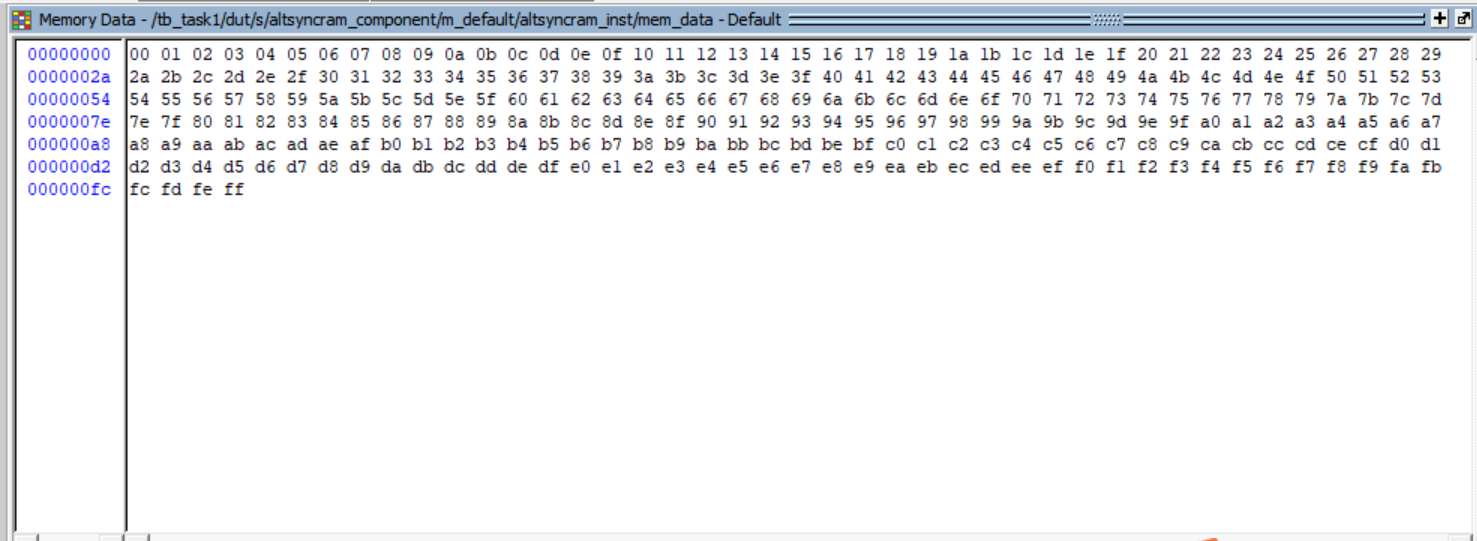 Memory Data - /tb_task1/dut/s/altsyncram_component/m_default/altsyncram_inst/mem_data - Default
00000000 00 01 02 03 04 05 06 07 08 09 0a 0b 0c 0d 0e 0f 10 11 12 13 14 15 16 17 18 19 1a 1b 1c 1d 1e 1f 20 21 22 23 24 25 26 27 28 29
0000002a 2a 2b 2c 2d 2e 2f 30 31 32 33 34 35 36 37 38 39 3a 3b 3c 3d 3e 3f 40 41 42 43 44 45 46 47 48 49 4a 4b 4c 4d 4e 4f 50 51 52 53
00000054 54 55 56 57 58 59 5a 5b 5c 5d 5e 5f 60 61 62 63 64 65 66 67 68 69 6a 6b 6c 6d 6e 6f 70 71 72 73 74 75 76 77 78 79 7a 7b 7c 7d
0000007e 7e 7f 80 81 82 83 84 85 86 87 88 89 8a 8b 8c 8d 8e 8f 90 91 92 93 94 95 96 97 98 99 9a 9b 9c 9d 9e 9f a0 a1 a2 a3 a4 a5 a6 a7
000000a8 a8 a9 aa ab ac ad ae af b0 b1 b2 b3 b4 b5 b6 b7 b8 b9 ba bb bc bd be bf c0 c1 c2 c3 c4 c5 c6 c7 c8 c9 ca cb cc cd ce cf d0 d1
000000d2 d2 d3 d4 d5 d6 d7 d8 d9 da db dc dd de df e0 e1 e2 e3 e4 e5 e6 e7 e8 e9 ea eb ec ed ee ef f0 f1 f2 f3 f4 f5 f6 f7 f8 f9 fa fb
000000fc fc fd fe ff